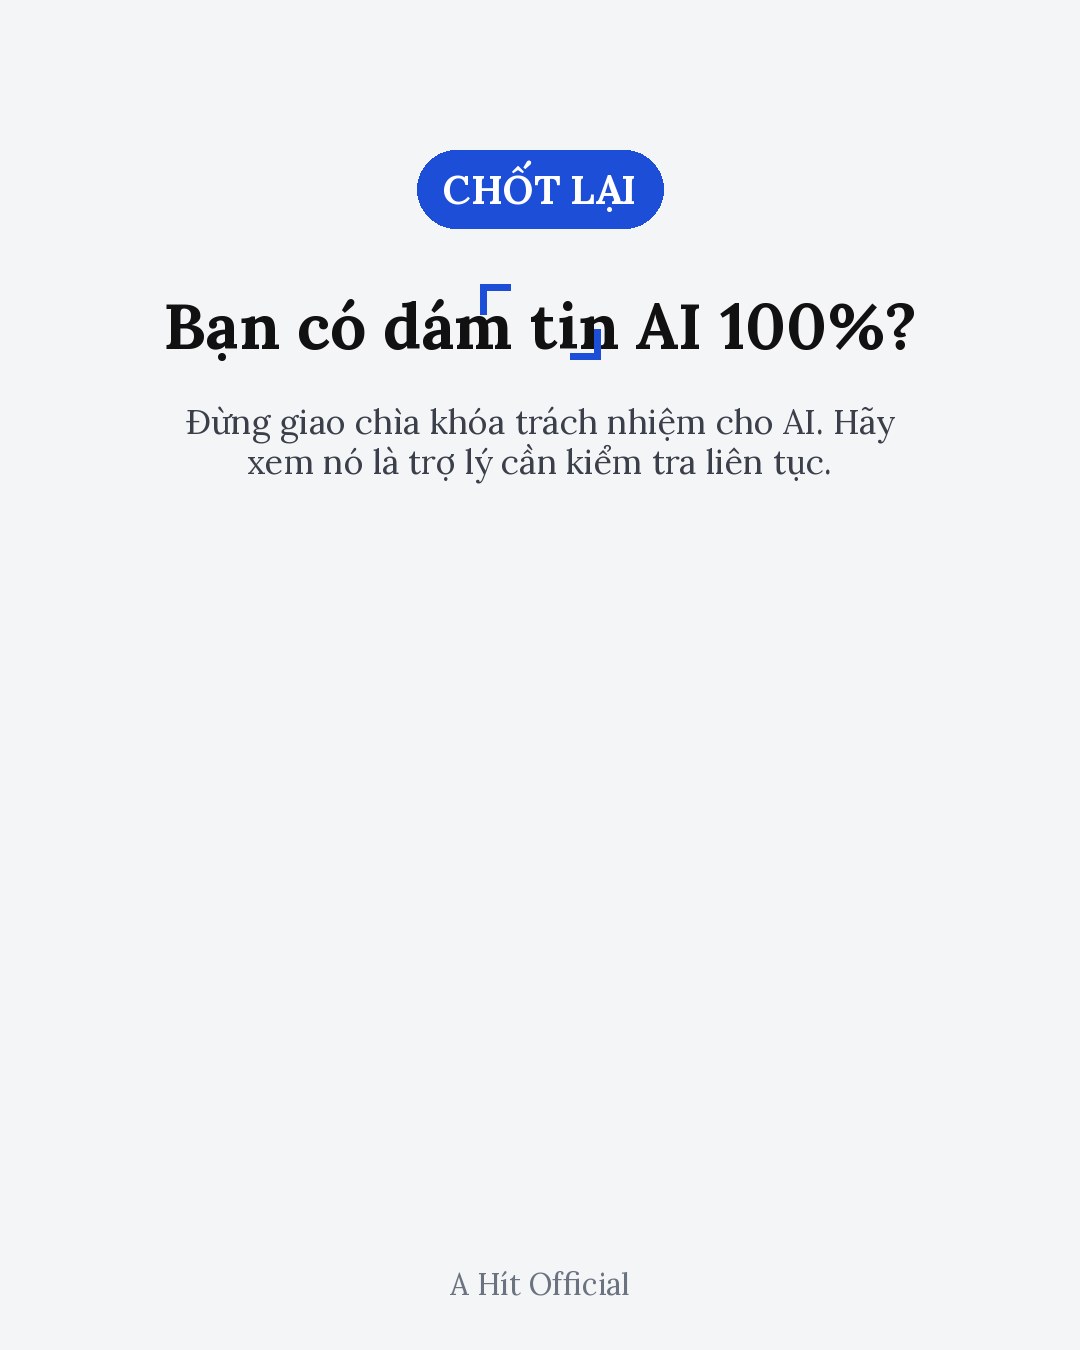 CHỐT LẠI
Bạn có dám tin AI 100%?
Đừng giao chìa khóa trách nhiệm cho AI. Hãy
xem nó là trợ lý cần kiểm tra liên tục.
A Hít Official